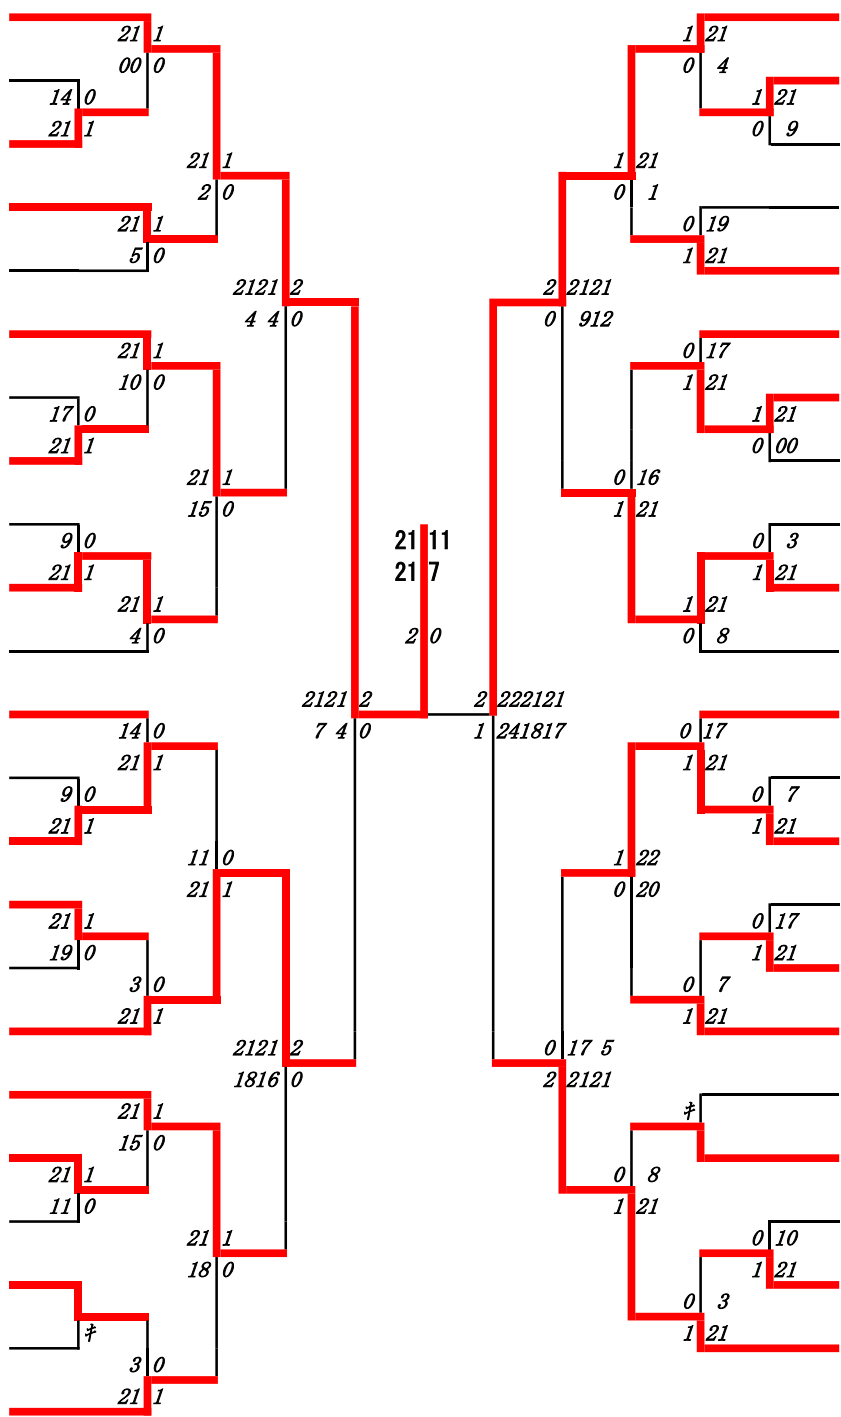 21 1 1 21
00 0 0 4
14 0 1 21
21 1 0 9
21 1 1 21
2 0 0 1
21 1 0 19
5 0 1 21
2121 2 2 2121
4 4 0 0 912
21 1 0 17
10 0 1 21
17 0 1 21
21 1 0 00
21 1 0 16
15 0 1 21
9 0 21 11 0 3
21 1 21 7 1 21
21 1 1 21
4 0 2 0 0 8
2121 2 2 222121
14 0 7 4 0 1 241817 0 17
21 1 1 21
9 0 0 7
21 1 1 21
11 0 1 22
21 1 0 20
21 1 0 17
19 0 1 21
3 0 0 7
21 1 1 21
2121 2 0 17 5
1816 0 2 2121
21 1 ｷ
15 0
21 1 0 8
11 0 1 21
21 1 0 10
18 0 1 21
0 3
ｷ 1 21
3 0
21 1